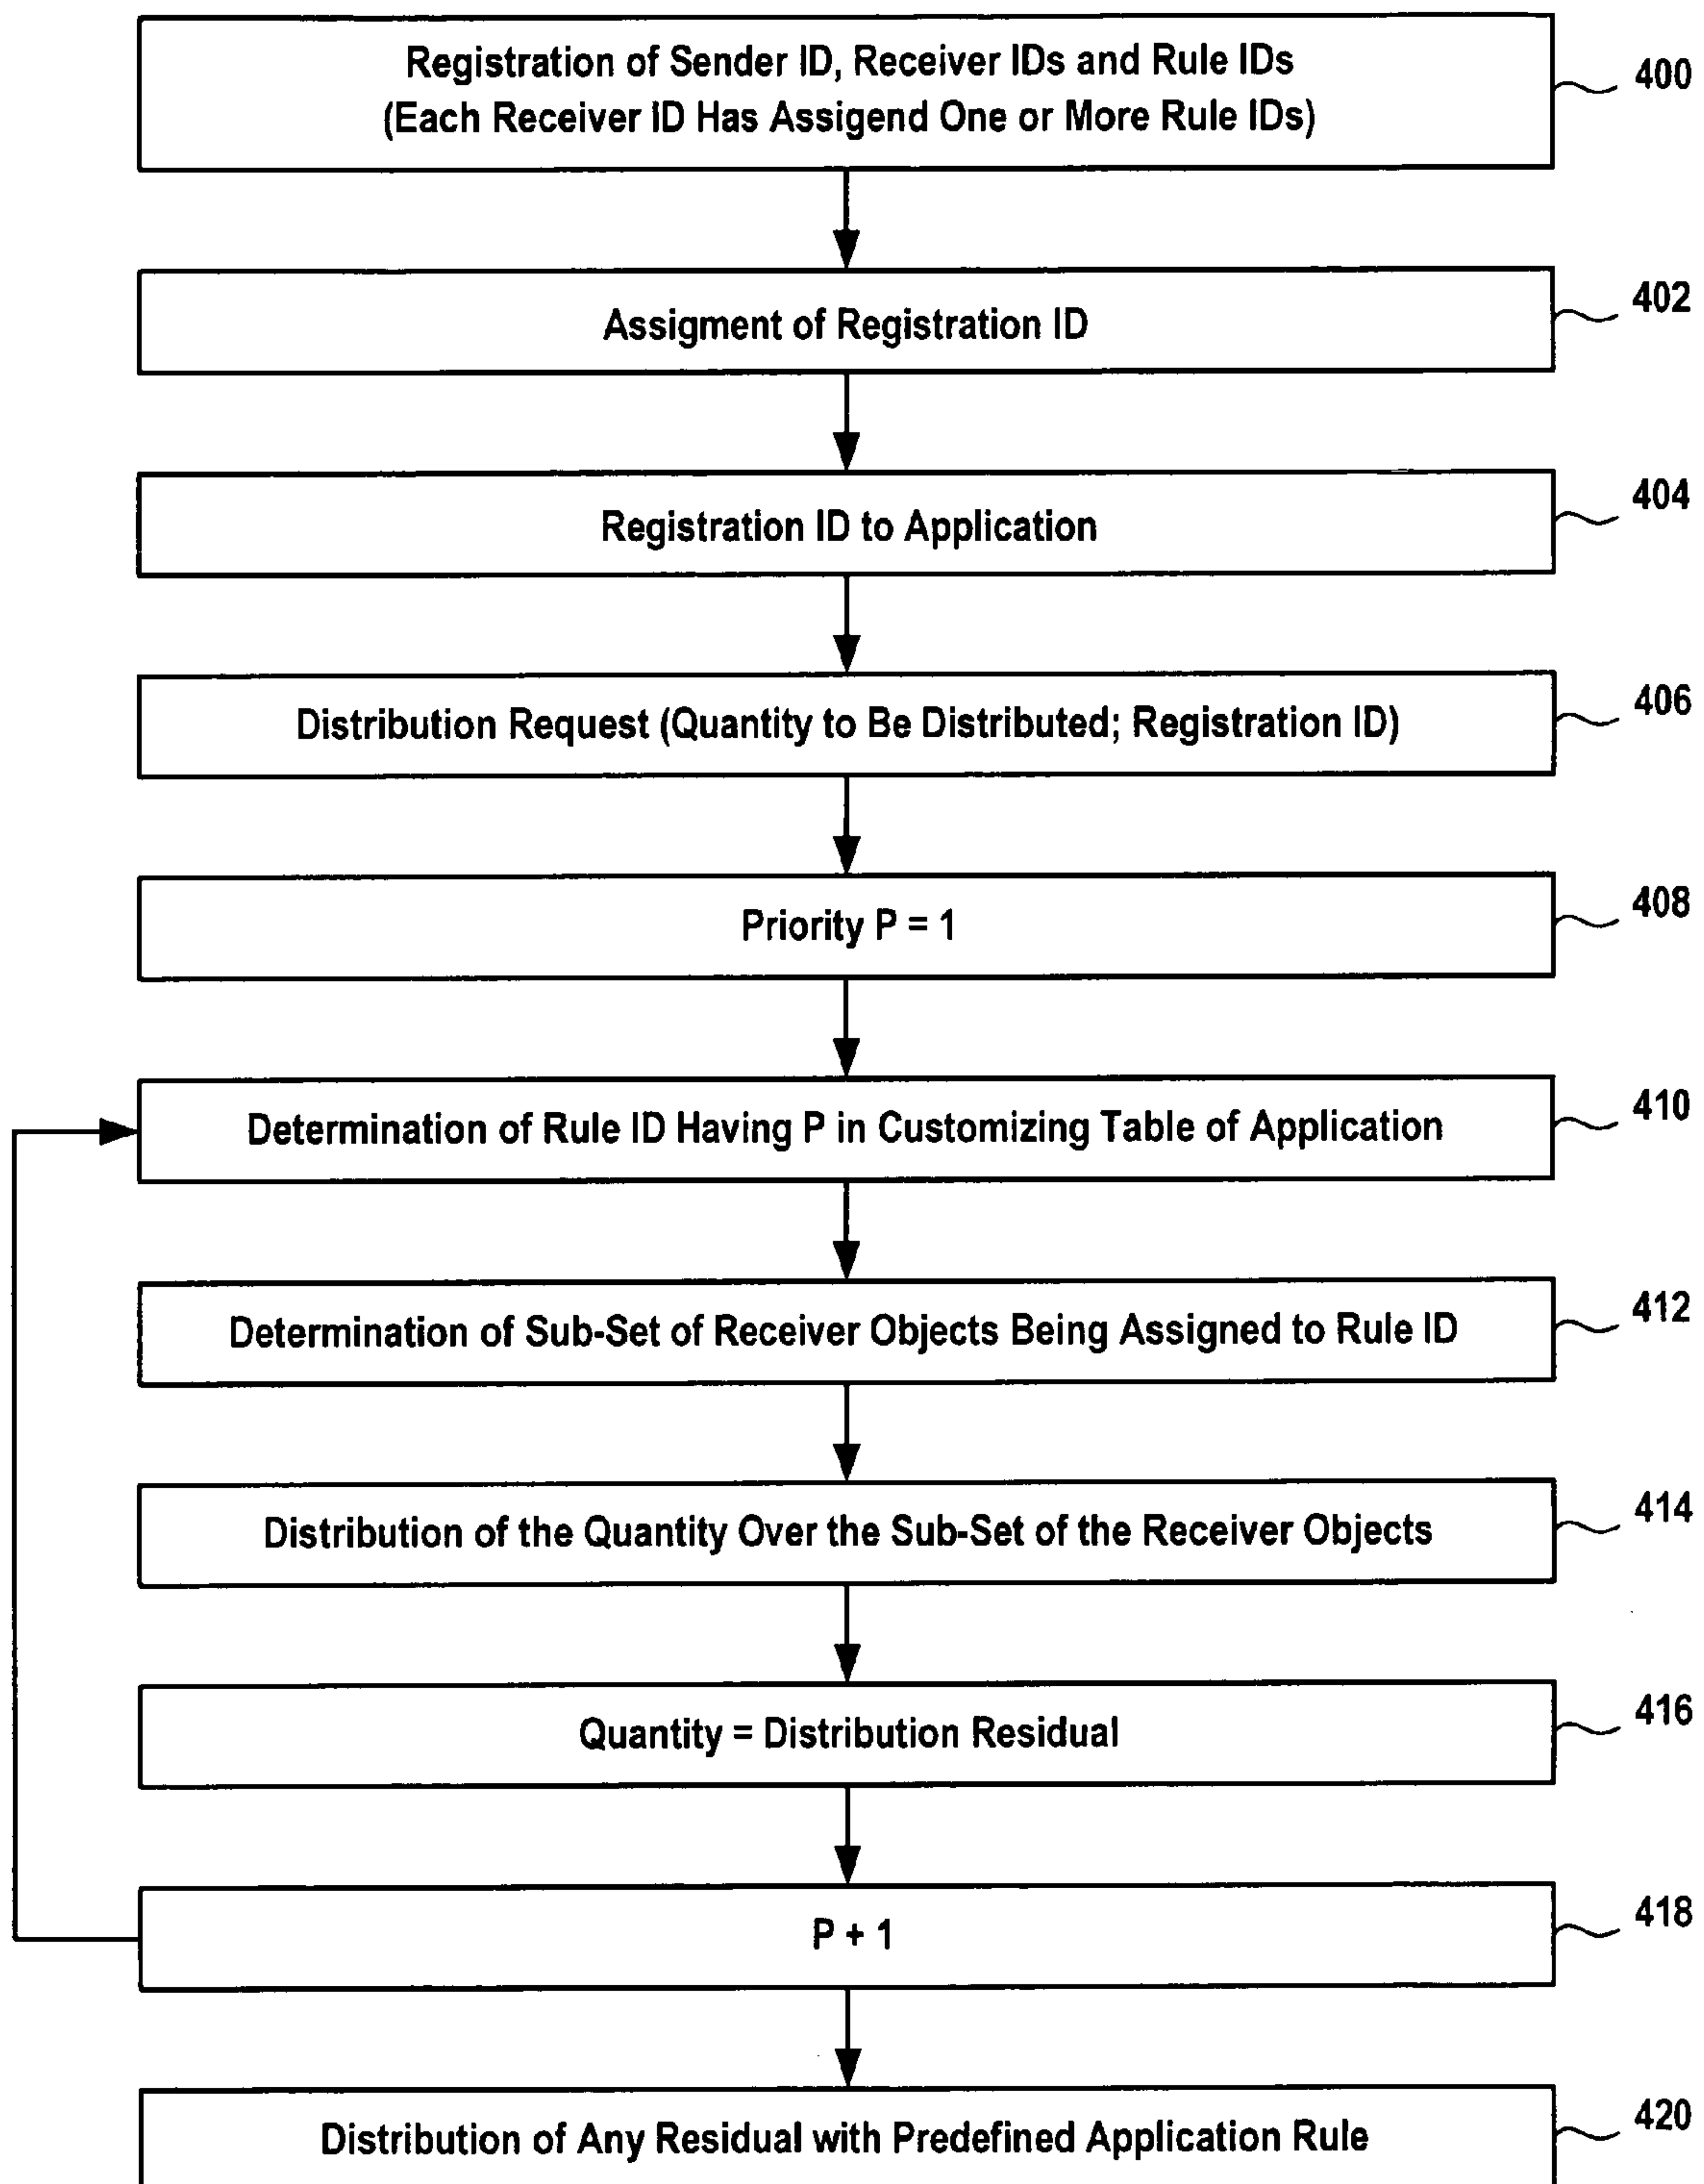 Registration of Sender ID, Receiver IDs and Rule IDs
(Each Receiver ID Has Assigend One or More Rule IDs)
400
Assigment of Registration ID
402
Registration ID to Application
404
Distribution Request (Quantity to Be Distributed; Registration ID)
406
Priority P = 1
408
Determination of Rule ID Having P in Customizing Table of Application
410
Determination of Sub-Set of Receiver Objects Being Assigned to Rule ID
412
Distribution of the Quantity Over the Sub-Set of the Receiver Objects
414
Quantity = Distribution Residual
416
P + 1
418
Distribution of Any Residual with Predefined Application Rule
420